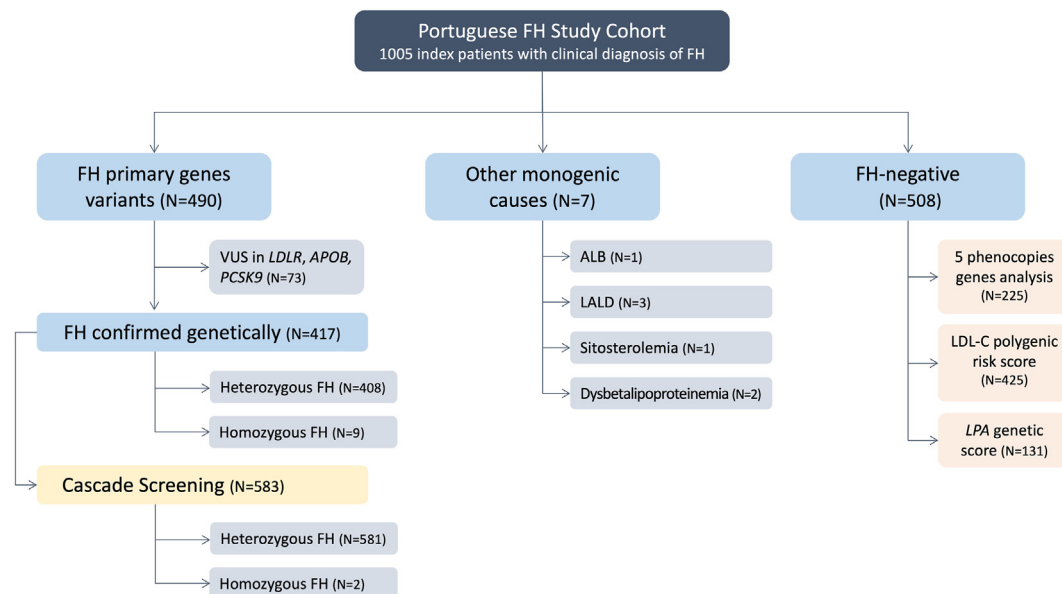 Portuguese FH Study Cohort
1005 index patients with clinical diagnosis of FH
FH primary genes
variants (N=490)
VUS in LDLR, APOB,
PCSK9 (N=73)
FH confirmed genetically (N=417)
Heterozygous FH (N=408)
Homozygous FH (N=9)
Cascade Screening (N=583)
Heterozygous FH (N=581)
Homozygous FH (N=2)
Other monogenic
causes (N=7)
ALB (N=1)
LALD (N=3)
Sitosterolemia (N=1)
Dysbetalipoproteinemia (N=2)
FH-negative
(N=508)
5 phenocopies
genes analysis
(N=225)
LDL-C polygenic
risk score
(N=425)
LPA genetic
score (N=131)